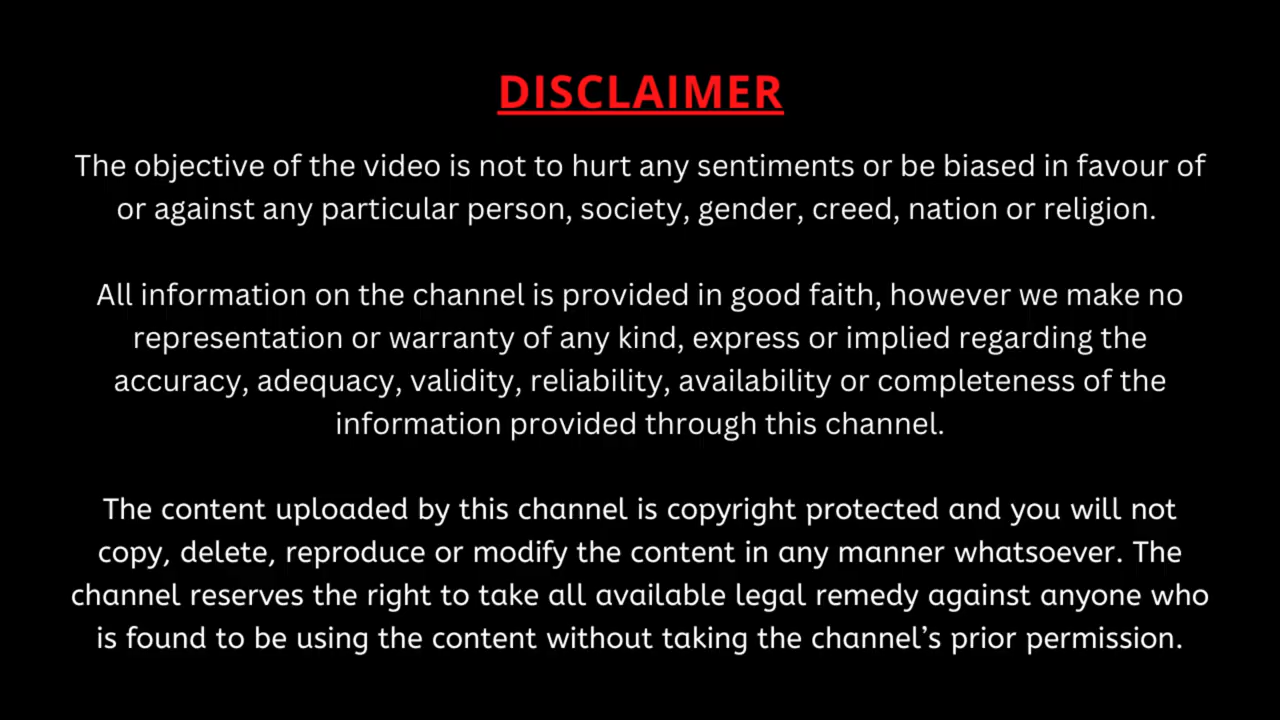 DISCLAIMER
The objective of the video is not to hurt any sentiments or be biased in favour of
or against any particular person, society, gender, creed, nation or religion.
All information on the channel is provided in good faith, however we make no
representation or warranty of any kind, express or implied regarding the
accuracy, adequacy, validity, reliability, availability or completeness of the
information provided through this channel.
The content uploaded by this channel is copyright protected and you will not
copy, delete, reproduce or modify the content in any manner whatsoever. The
channel reserves the right to take all available legal remedy against anyone who
is found to be using the content without taking the channel’s prior permission.